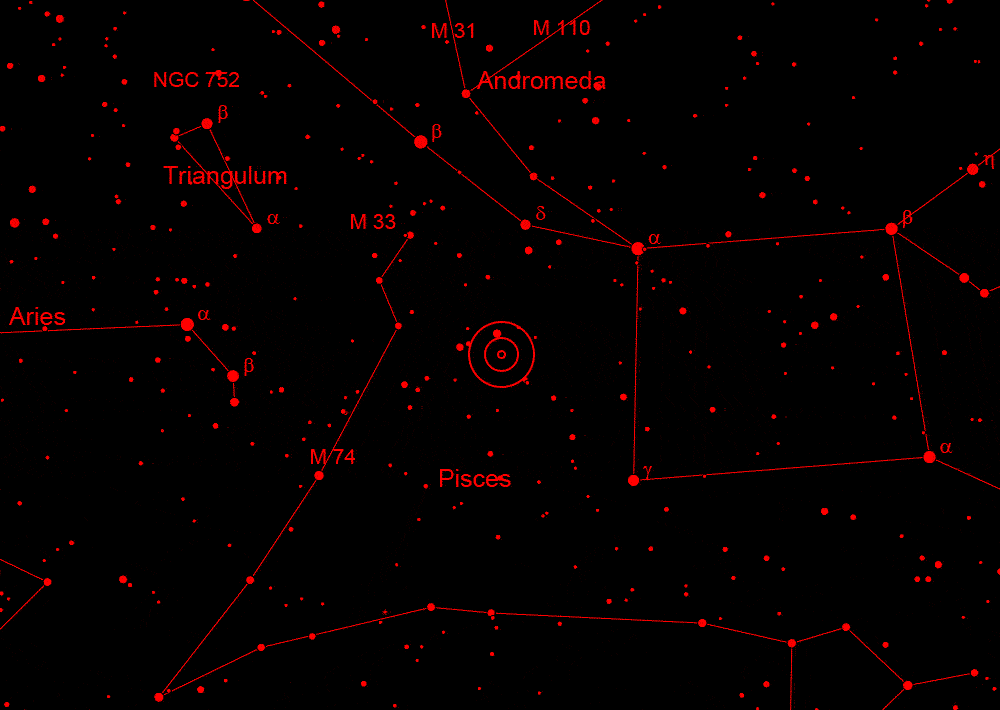 M 31
M 110
NGC 752
Andromeda
β
β
η
Triangulum
α
M 33
δ
β
α
Aries
α
β
α
M 74
γ
Pisces